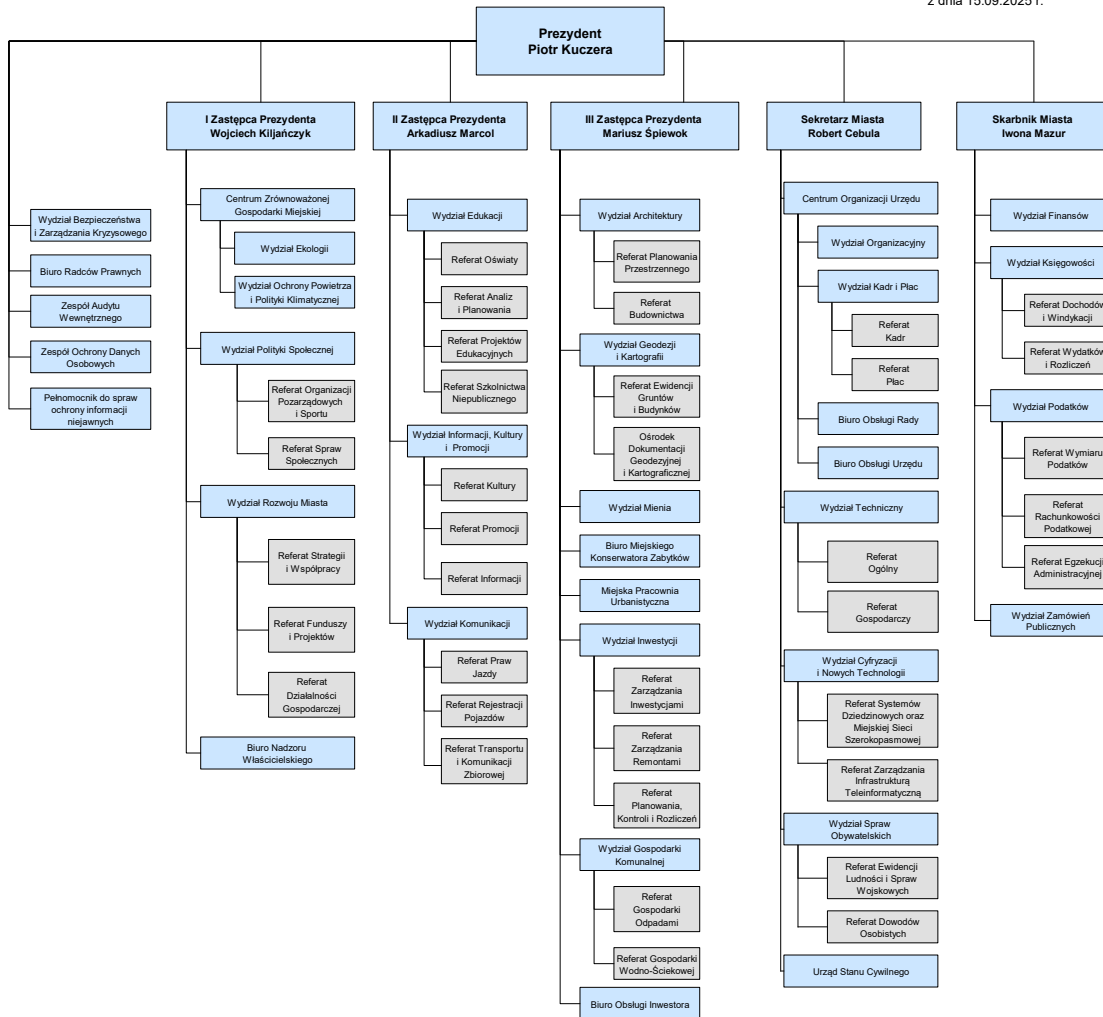 z dnia 15.09.2025 r.
Prezydent
Piotr Kuczera
Wydział Bezpieczeństwa
i Zarządzania Kryzysowego
Biuro Radców Prawnych
Zespół Audytu
Wewnętrznego
Zespół Ochrony Danych
Osobowych
Pełnomocnik do spraw
ochrony informacji
niejawnych
I Zastępca Prezydenta
Wojciech Kiljańczyk
Centrum Zrównoważonej
Gospodarki Miejskiej
Wydział Ekologii
Wydział Ochrony Powietrza
i Polityki Klimatycznej
Wydział Polityki Społecznej
Referat Organizacji
Pozarządowych
i Sportu
Referat Spraw
Społecznych
Wydział Rozwoju Miasta
Referat Strategii
i Współpracy
Referat Funduszy
i Projektów
Referat
Działalności
Gospodarczej
Biuro Nadzoru
Właścicielskiego
II Zastępca Prezydenta
Arkadiusz Marcol
Wydział Edukacji
Referat Oświaty
Referat Analiz
i Planowania
Referat Projektów
Edukacyjnych
Referat Szkolnictwa
Niepublicznego
Wydział Informacji, Kultury
i Promocji
Referat Kultury
Referat Promocji
Referat Informacji
Wydział Komunikacji
Referat Praw
Jazdy
Referat Rejestracji
Pojazdów
Referat Transportu
i Komunikacji
Zbiorowej
III Zastępca Prezydenta
Mariusz Śpiewok
Wydział Architektury
Referat Planowania
Przestrzennego
Referat
Budownictwa
Wydział Geodezji
i Kartografii
Referat Ewidencji
Gruntów
i Budynków
Ośrodek
Dokumentacji
Geodezyjnej
i Kartograficznej
Wydział Mienia
Biuro Miejskiego
Konserwatora Zabytków
Miejska Pracownia
Urbanistyczna
Wydział Inwestycji
Referat
Zarządzania
Inwestycjami
Referat
Zarządzania
Remontami
Referat
Planowania,
Kontroli i Rozliczeń
Wydział Gospodarki
Komunalnej
Referat
Gospodarki
Odpadami
Referat Gospodarki
Wodno-Ściekowej
Biuro Obsługi Inwestora
Sekretarz Miasta
Robert Cebula
Centrum Organizacji Urzędu
Wydział Organizacyjny
Wydział Kadr i Płac
Referat
Kadr
Referat
Płac
Biuro Obsługi Rady
Biuro Obsługi Urzędu
Wydział Techniczny
Referat
Ogólny
Referat
Gospodarczy
Wydział Cyfryzacji
i Nowych Technologii
Referat Systemów
Dziedzinowych oraz
Miejskiej Sieci
Szerokopasmowej
Referat Zarządzania
Infrastrukturą
Teleinformatyczną
Wydział Spraw
Obywatelskich
Referat Ewidencji
Ludności i Spraw
Wojskowych
Referat Dowodów
Osobistych
Urząd Stanu Cywilnego
Skarbnik Miasta
Iwona Mazur
Wydział Finansów
Wydział Księgowości
Referat Dochodów
i Windykacji
Referat Wydatków
i Rozliczeń
Wydział Podatków
Referat Wymiaru
Podatków
Referat
Rachunkowości
Podatkowej
Referat Egzekucji
Administracyjnej
Wydział Zamówień
Publicznych